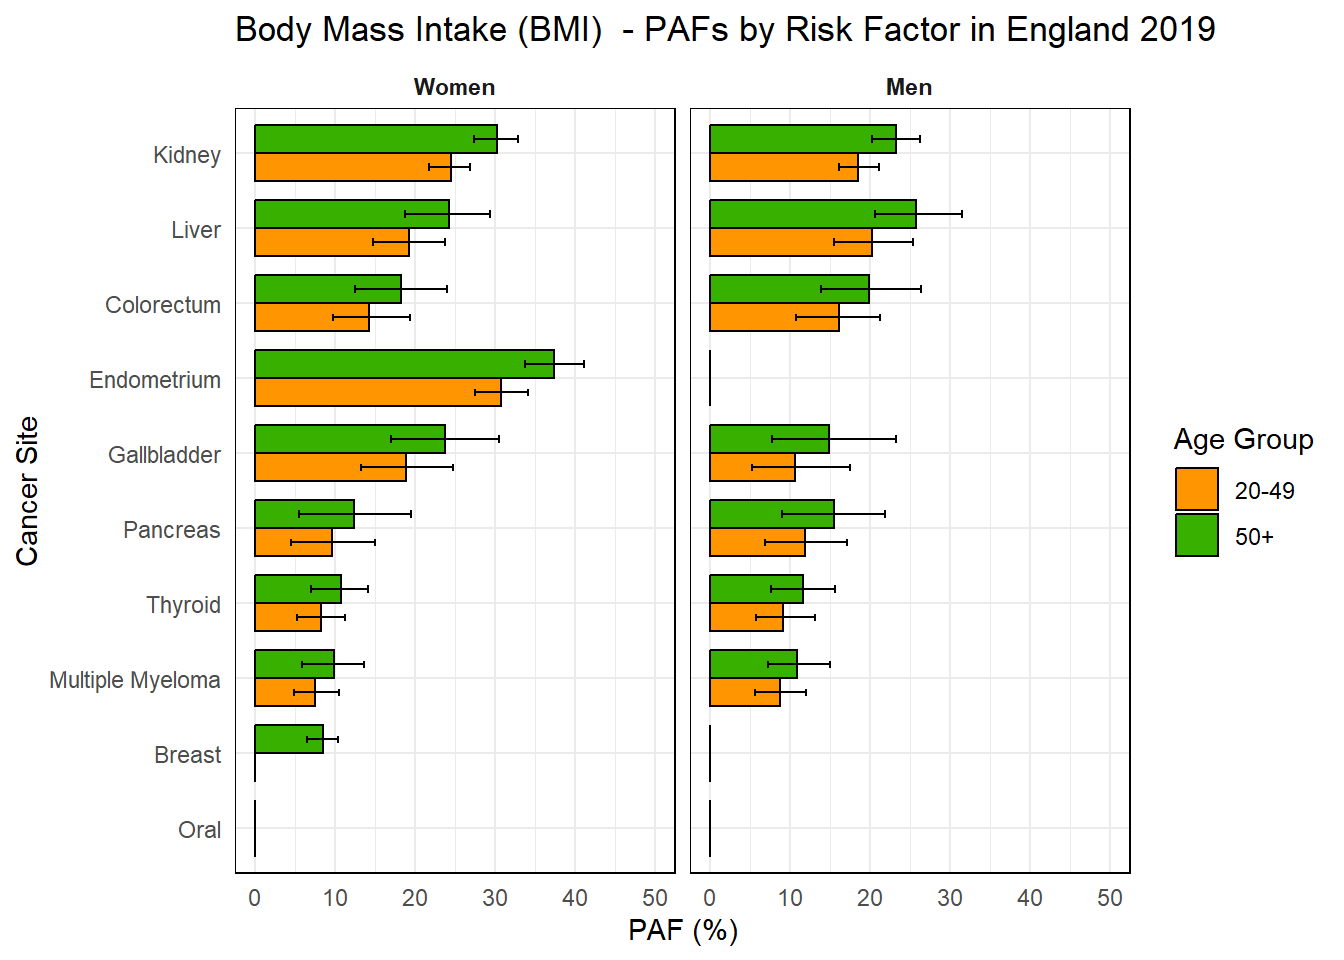 Body Mass Intake (BMI)  - PAFs by Risk Factor in England 2019
Women
Men
Cancer Site
Kidney
Liver
Colorectum
Endometrium
Gallbladder
Pancreas
Thyroid
Multiple Myeloma
Breast
Oral
0 10 20 30 40 50
0 10 20 30 40 50
PAF (%)
Age Group
20-49
50+